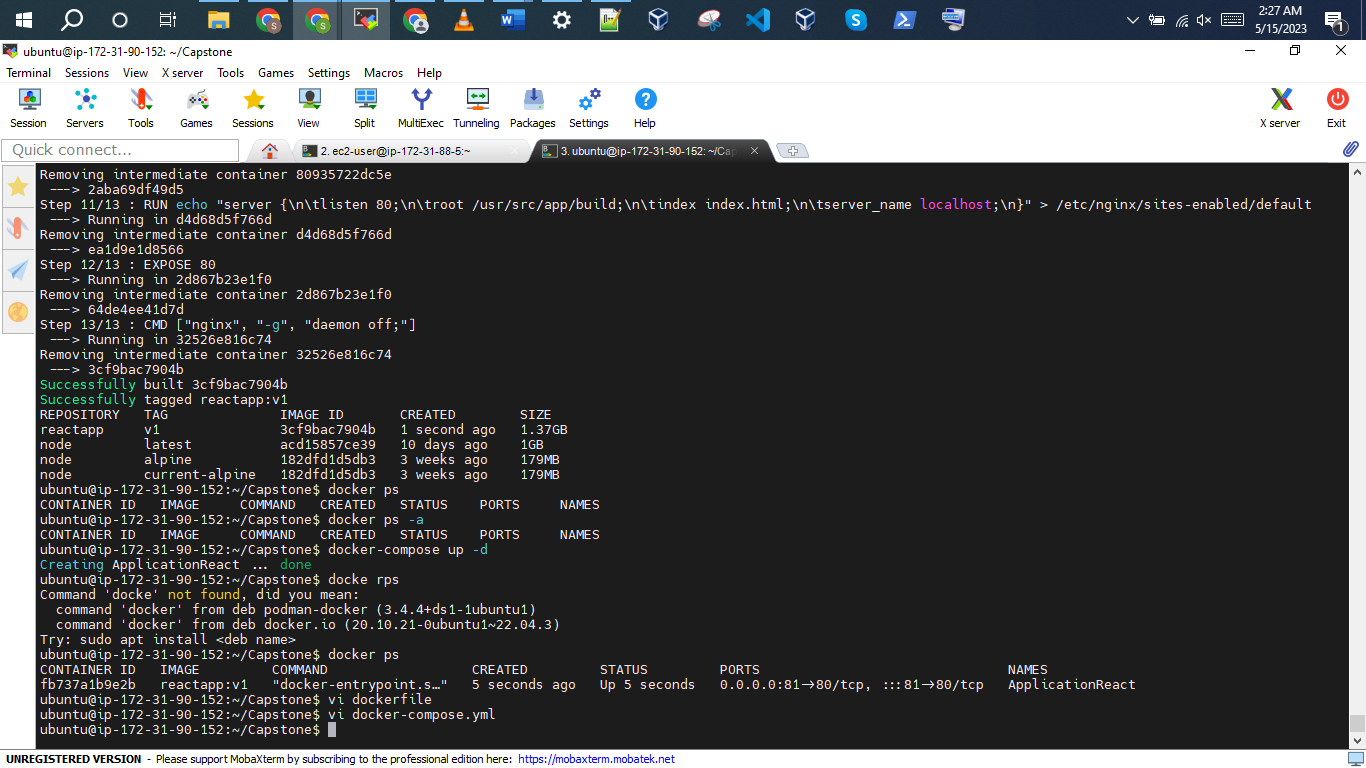 2:27 AM
5/15/2023
1
ubuntu@ip-172-31-90-152: ~/Capstone
Terminal Sessions View X server Tools Games Settings Macros Help
Session Servers Tools Games Sessions View Split MultiExec Tunneling Packages Settings Help X server Exit
Quick connect...
2. ec2-user@ip-172-31-88-5:~
3. ubuntu@ip-172-31-90-152: ~/Cap
Removing intermediate container 80935722dc5e
---> 2aba69df49d5
Step 11/13 : RUN echo "server {\n\tlisten 80;\n\troot /usr/src/app/build;\n\tindex index.html;\n\tserver_name localhost;\n}" > /etc/nginx/sites-enabled/default
---> Running in d4d68d5f766d
Removing intermediate container d4d68d5f766d
---> ea1d9e1d8566
Step 12/13 : EXPOSE 80
---> Running in 2d867b23e1f0
Removing intermediate container 2d867b23e1f0
---> 64de4ee41d7d
Step 13/13 : CMD ["nginx", "-g", "daemon off;"]
---> Running in 32526e816c74
Removing intermediate container 32526e816c74
---> 3cf9bac7904b
Successfully built 3cf9bac7904b
Successfully tagged reactapp:v1
REPOSITORY TAG IMAGE ID CREATED SIZE
reactapp v1 3cf9bac7904b 1 second ago 1.37GB
node latest acd15857ce39 10 days ago 1GB
node alpine 182dfd1d5db3 3 weeks ago 179MB
node current-alpine 182dfd1d5db3 3 weeks ago 179MB
ubuntu@ip-172-31-90-152:~/Capstone$ docker ps
CONTAINER ID IMAGE COMMAND CREATED STATUS PORTS NAMES
ubuntu@ip-172-31-90-152:~/Capstone$ docker ps -a
CONTAINER ID IMAGE COMMAND CREATED STATUS PORTS NAMES
ubuntu@ip-172-31-90-152:~/Capstone$ docker-compose up -d
Creating ApplicationReact ... done
ubuntu@ip-172-31-90-152:~/Capstone$ docke rps
Command 'docke' not found, did you mean:
command 'docker' from deb podman-docker (3.4.4+ds1-1ubuntu1)
command 'docker' from deb docker.io (20.10.21-0ubuntu1~22.04.3)
Try: sudo apt install <deb name>
ubuntu@ip-172-31-90-152:~/Capstone$ docker ps
CONTAINER ID IMAGE COMMAND CREATED STATUS PORTS NAMES
fb737a1b9e2b reactapp:v1 "docker-entrypoint.s…" 5 seconds ago Up 5 seconds 0.0.0.0:81->80/tcp, :::81->80/tcp ApplicationReact
ubuntu@ip-172-31-90-152:~/Capstone$ vi dockerfile
ubuntu@ip-172-31-90-152:~/Capstone$ vi docker-compose.yml
ubuntu@ip-172-31-90-152:~/Capstone$
UNREGISTERED VERSION - Please support MobaXterm by subscribing to the professional edition here: https://mobaxterm.mobatek.net